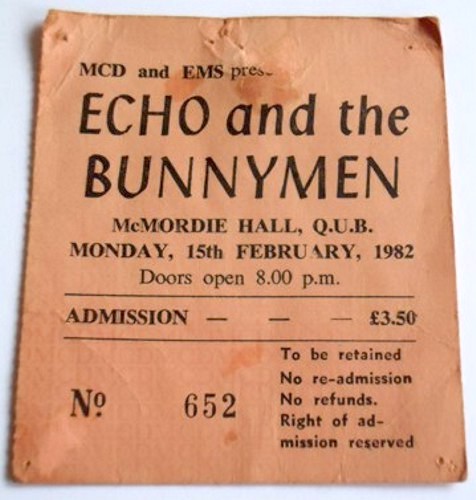 MCD and EMS pres
ECHO and the
BUNNYMEN
McMORDIE HALL, Q.U.B.
MONDAY, 15th FEBRUARY, 1982
Doors open 8.00 p.m.
ADMISSION — — — £3.50
To be retained
No re-admission
No refunds.
Right of ad-
mission reserved
Nº 652